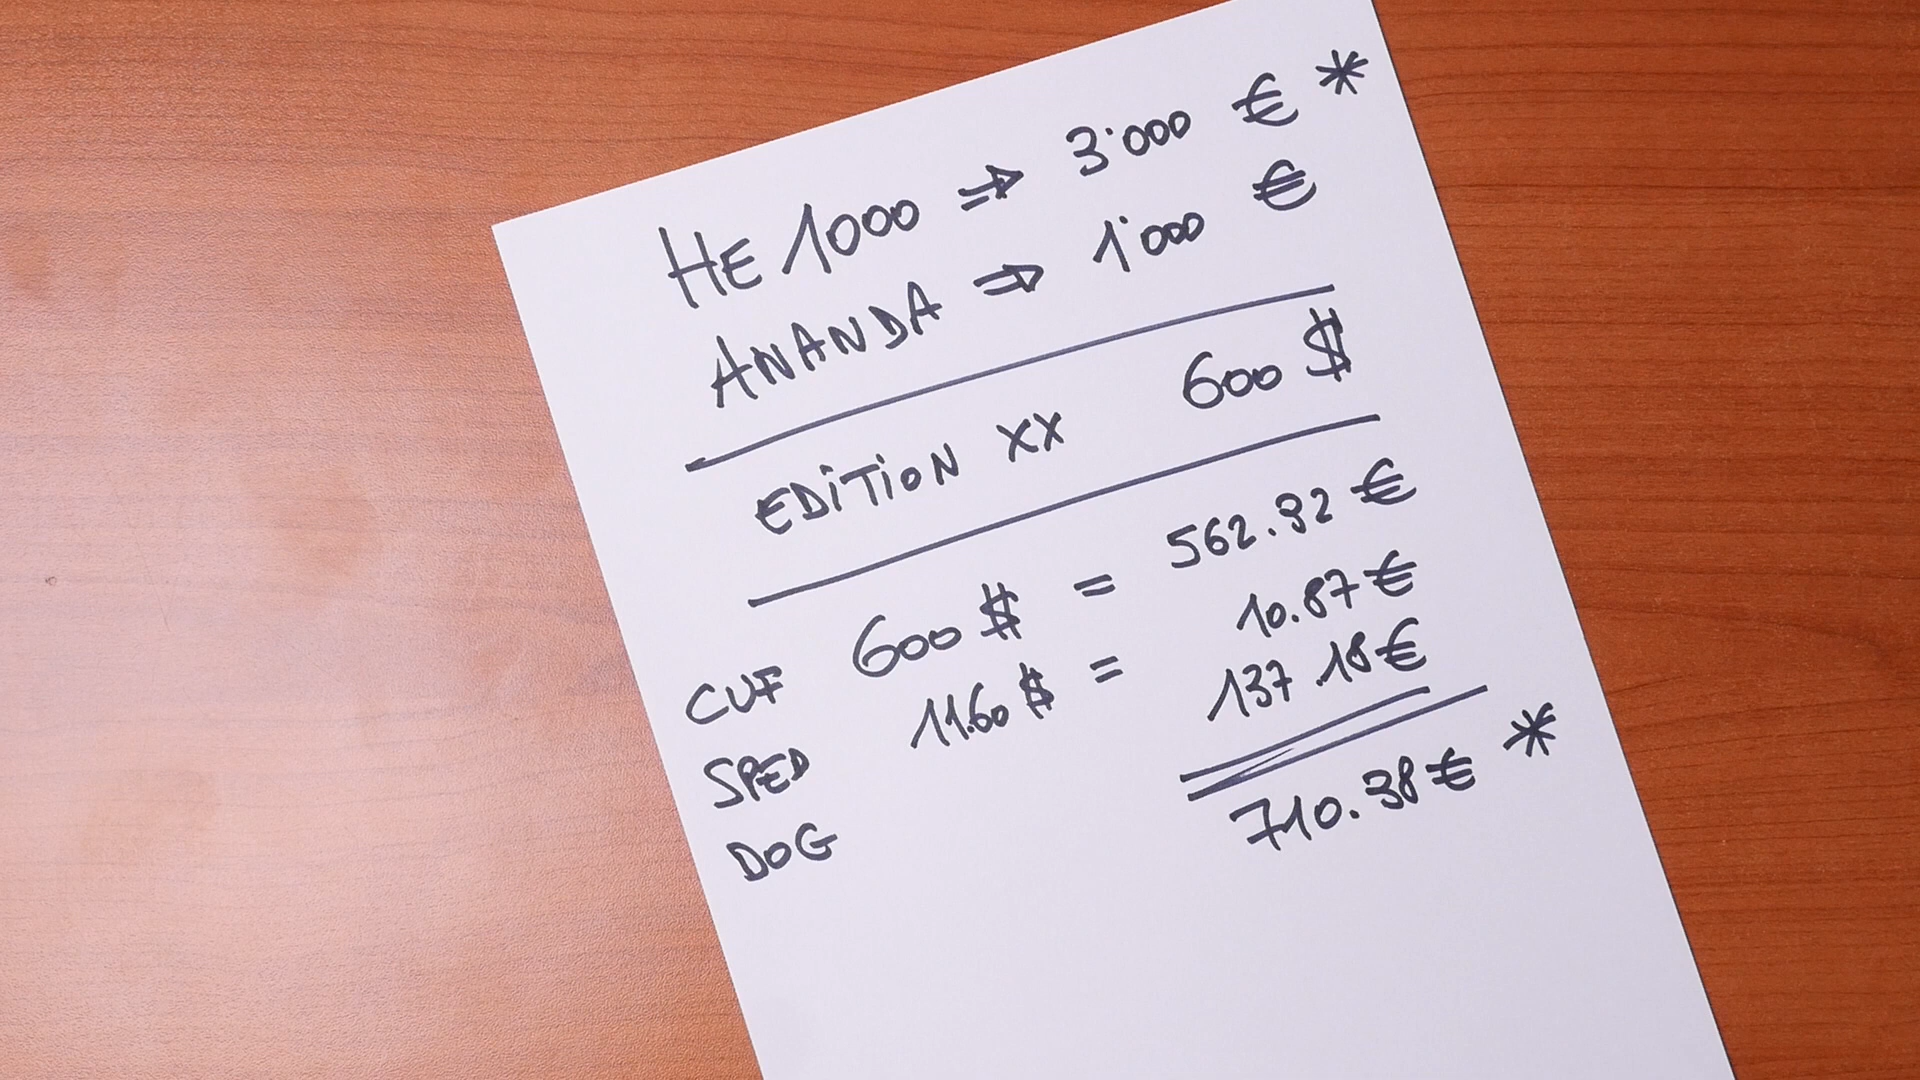 HE 1000 ⇒ 3'000 € *
ANANDA ⇒ 1'000 €
EDiTiON XX 600 $
CUF 600 $ = 562.32 €
SPED 11.60 $ = 10.87 €
DOG 137.18 €
710.38 € *